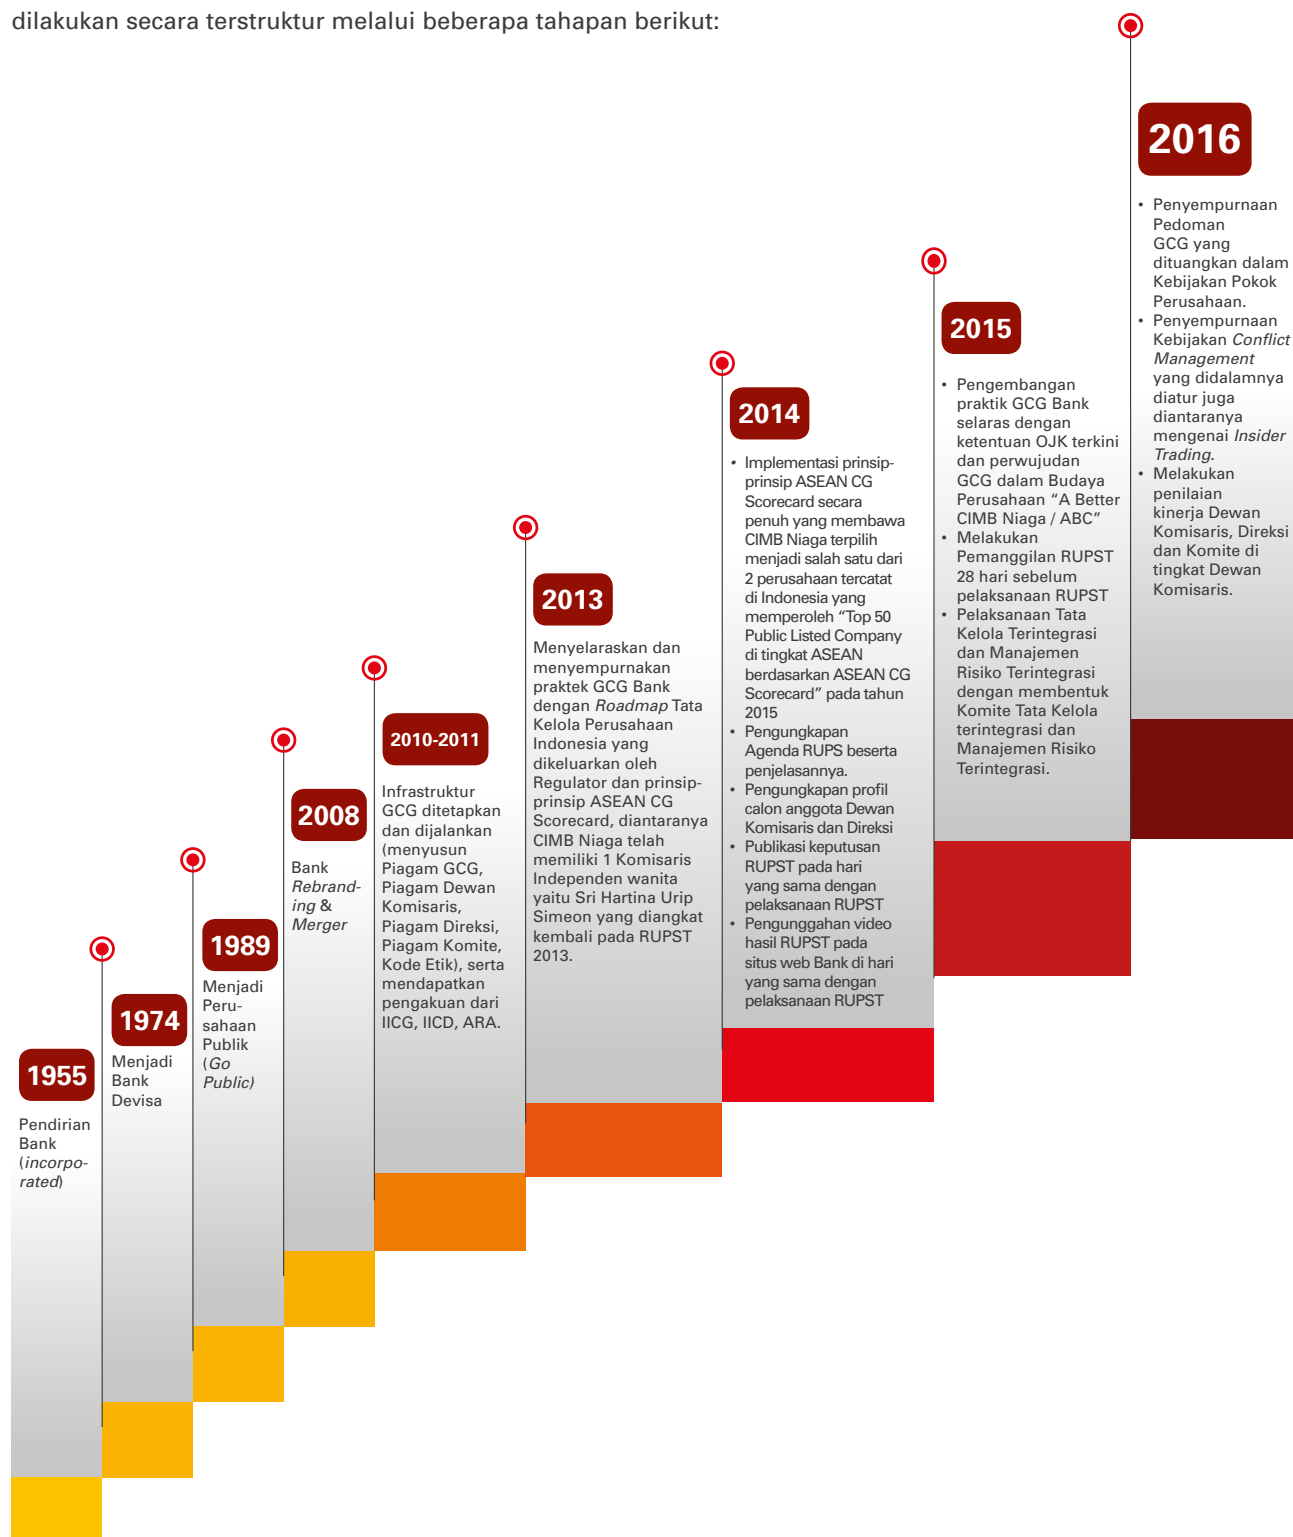 dilakukan secara terstruktur melalui beberapa tahapan berikut:
1955
Pendirian
Bank
(incorpo-
rated)
1974
Menjadi
Bank
Devisa
1989
Menjadi
Peru-
sahaan
Publik
(Go
Public)
2008
Bank
Rebrand-
ing &
Merger
2010-2011
Infrastruktur
GCG ditetapkan
dan dijalankan
(menyusun
Piagam GCG,
Piagam Dewan
Komisaris,
Piagam Direksi,
Piagam Komite,
Kode Etik), serta
mendapatkan
pengakuan dari
IICG, IICD, ARA.
2013
Menyelaraskan dan
menyempurnakan
praktek GCG Bank
dengan Roadmap Tata
Kelola Perusahaan
Indonesia yang
dikeluarkan oleh
Regulator dan prinsip-
prinsip ASEAN CG
Scorecard, diantaranya
CIMB Niaga telah
memiliki 1 Komisaris
Independen wanita
yaitu Sri Hartina Urip
Simeon yang diangkat
kembali pada RUPST
2013.
2014
• Implementasi prinsip-
prinsip ASEAN CG
Scorecard secara
penuh yang membawa
CIMB Niaga terpilih
menjadi salah satu dari
2 perusahaan tercatat
di Indonesia yang
memperoleh “Top 50
Public Listed Company
di tingkat ASEAN
berdasarkan ASEAN CG
Scorecard” pada tahun
2015
• Pengungkapan
Agenda RUPS beserta
penjelasannya.
• Pengungkapan profil
calon anggota Dewan
Komisaris dan Direksi
• Publikasi keputusan
RUPST pada hari
yang sama dengan
pelaksanaan RUPST
• Pengunggahan video
hasil RUPST pada
situs web Bank di hari
yang sama dengan
pelaksanaan RUPST
2015
• Pengembangan
praktik GCG Bank
selaras dengan
ketentuan OJK terkini
dan perwujudan
GCG dalam Budaya
Perusahaan “A Better
CIMB Niaga / ABC”
• Melakukan
Pemanggilan RUPST
28 hari sebelum
pelaksanaan RUPST
• Pelaksanaan Tata
Kelola Terintegrasi
dan Manajemen
Risiko Terintegrasi
dengan membentuk
Komite Tata Kelola
terintegrasi dan
Manajemen Risiko
Terintegrasi.
2016
• Penyempurnaan
Pedoman
GCG yang
dituangkan dalam
Kebijakan Pokok
Perusahaan.
• Penyempurnaan
Kebijakan Conflict
Management
yang didalamnya
diatur juga
diantaranya
mengenai Insider
Trading.
• Melakukan
penilaian
kinerja Dewan
Komisaris, Direksi
dan Komite di
tingkat Dewan
Komisaris.